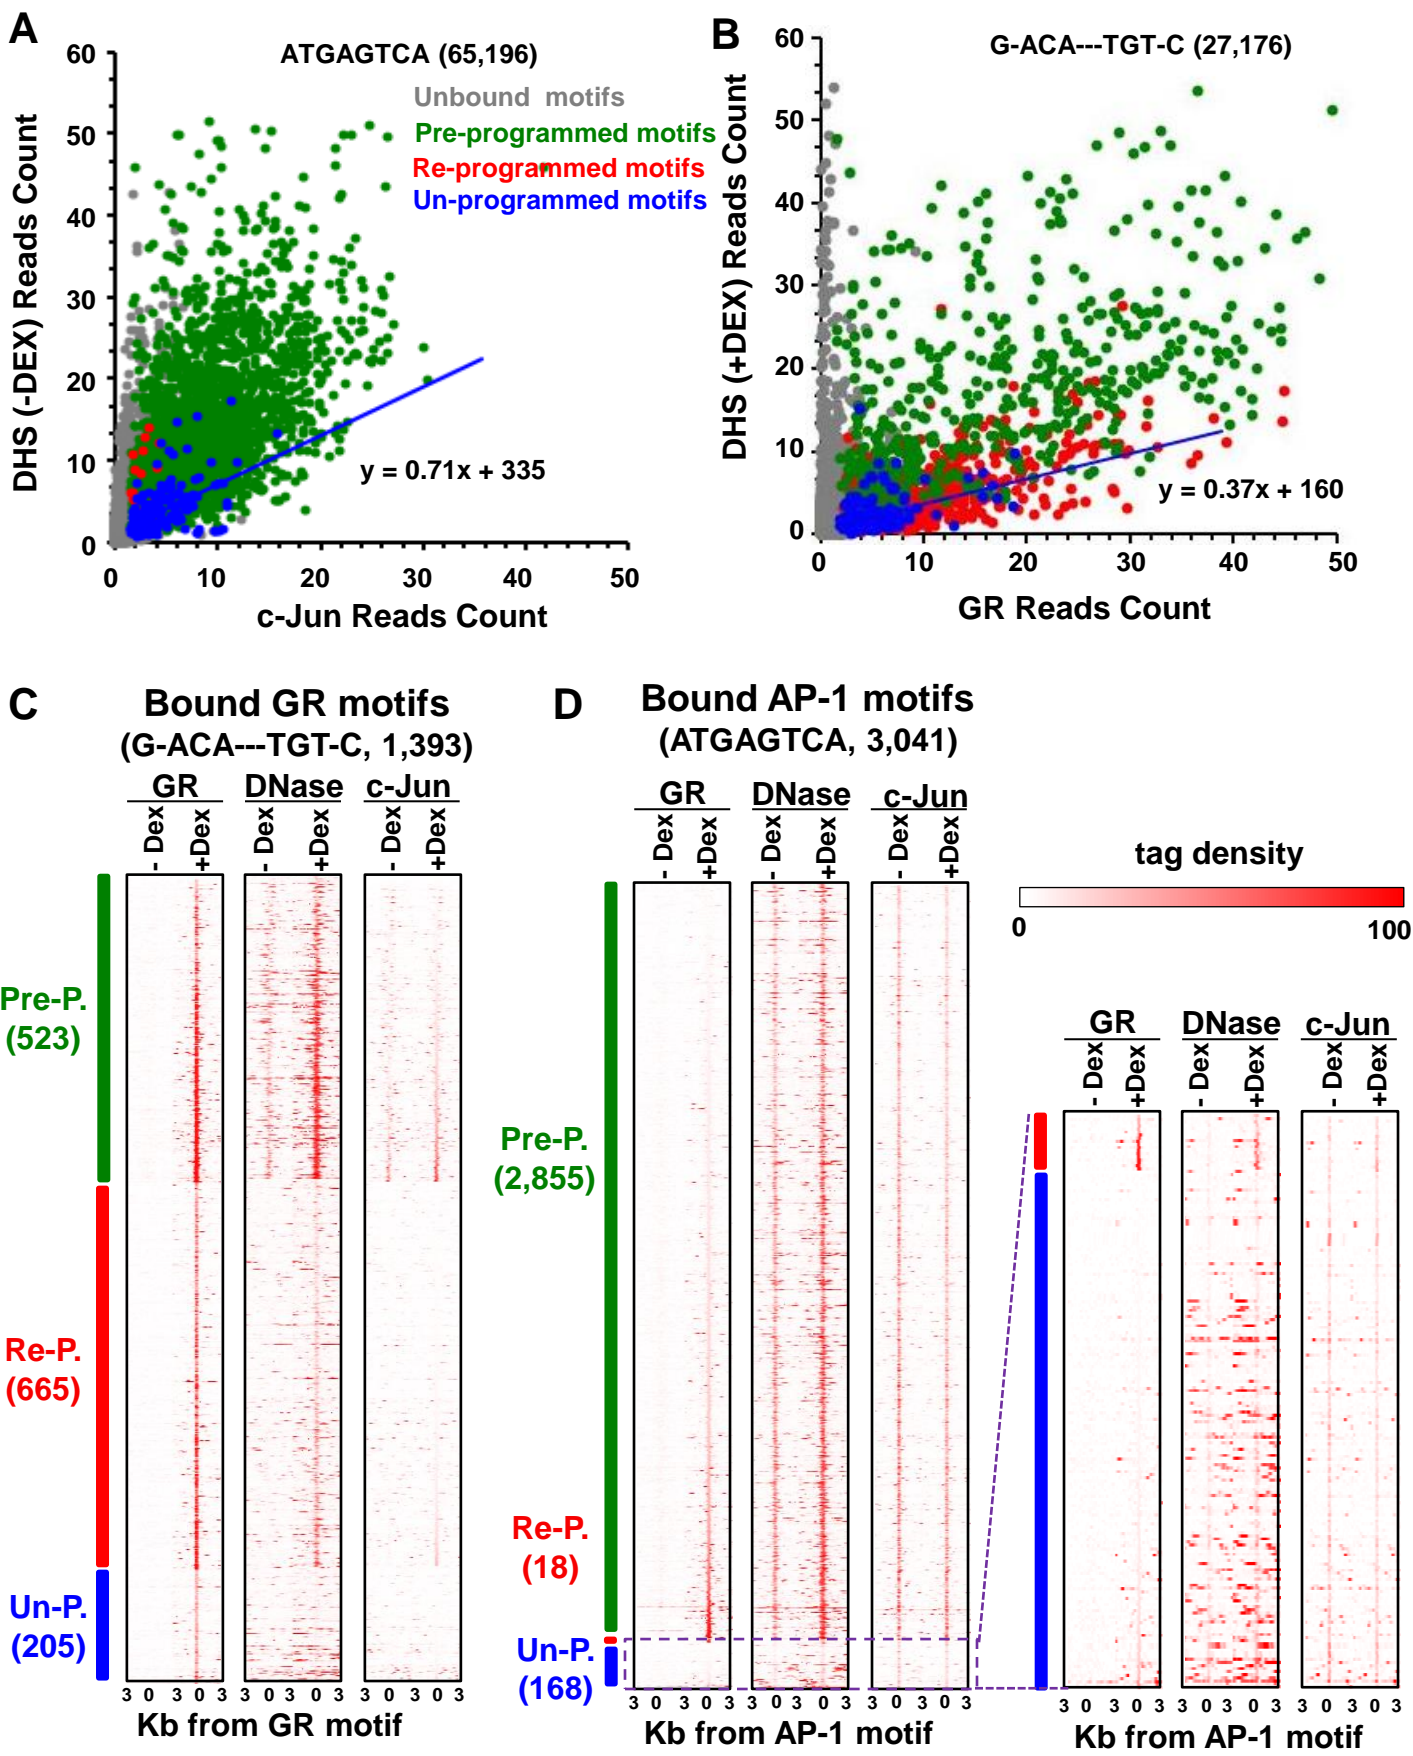 A
ATGAGTCA (65,196)
Unbound motifs
Pre-programmed motifs
Re-programmed motifs
Un-programmed motifs
DHS (-DEX) Reads Count
60
50
40
30
20
10
0
y = 0.71x + 335
0 10 20 30 40 50
c-Jun Reads Count
B
G-ACA---TGT-C (27,176)
DHS (+DEX) Reads Count
60
50
40
30
20
10
0
y = 0.37x + 160
0 10 20 30 40 50
GR Reads Count
C
Bound GR motifs
(G-ACA---TGT-C, 1,393)
GR DNase c-Jun
- Dex +Dex - Dex +Dex - Dex +Dex
Pre-P.
(523)
Re-P.
(665)
Un-P.
(205)
3 0 3 0 3 0 3 0 3 3 0 3 0 3
Kb from GR motif
D
Bound AP-1 motifs
(ATGAGTCA, 3,041)
GR DNase c-Jun
- Dex +Dex - Dex +Dex - Dex +Dex
Pre-P.
(2,855)
Re-P.
(18)
Un-P.
(168)
3 0 3 0 3 0 3 0 3 3 0 3 0 3
Kb from AP-1 motif
tag density
0 100
GR DNase c-Jun
- Dex +Dex - Dex +Dex - Dex +Dex
3 0 3 0 3 3 0 3 0 3 3 0 3 0 3
Kb from AP-1 motif